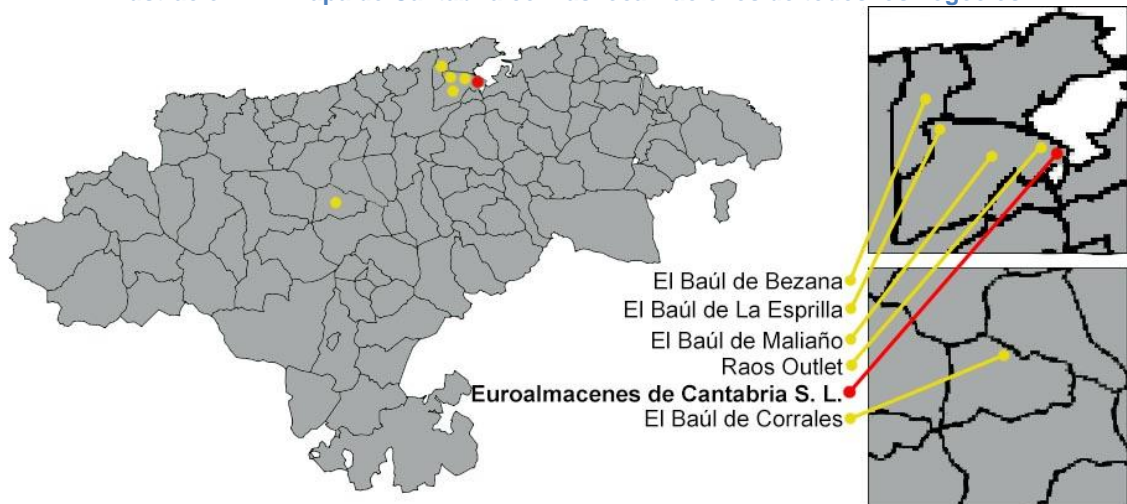 El Baúl de Bezana
El Baúl de La Esprilla
El Baúl de Maliaño
Raos Outlet
Euroalmacenes de Cantabria S. L.
El Baúl de Corrales